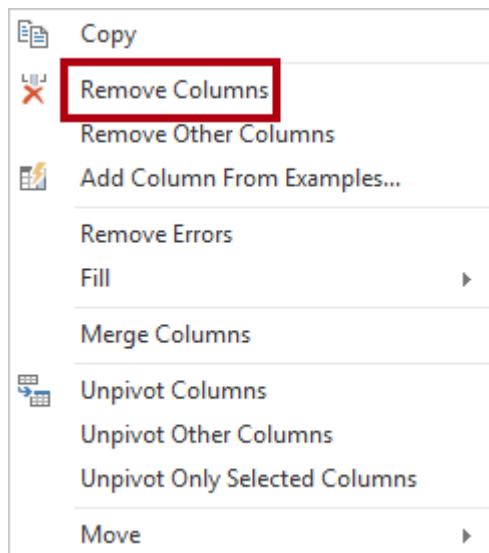 Copy
Remove Columns
Remove Other Columns
Add Column From Examples...
Remove Errors
Fill
Merge Columns
Unpivot Columns
Unpivot Other Columns
Unpivot Only Selected Columns
Move